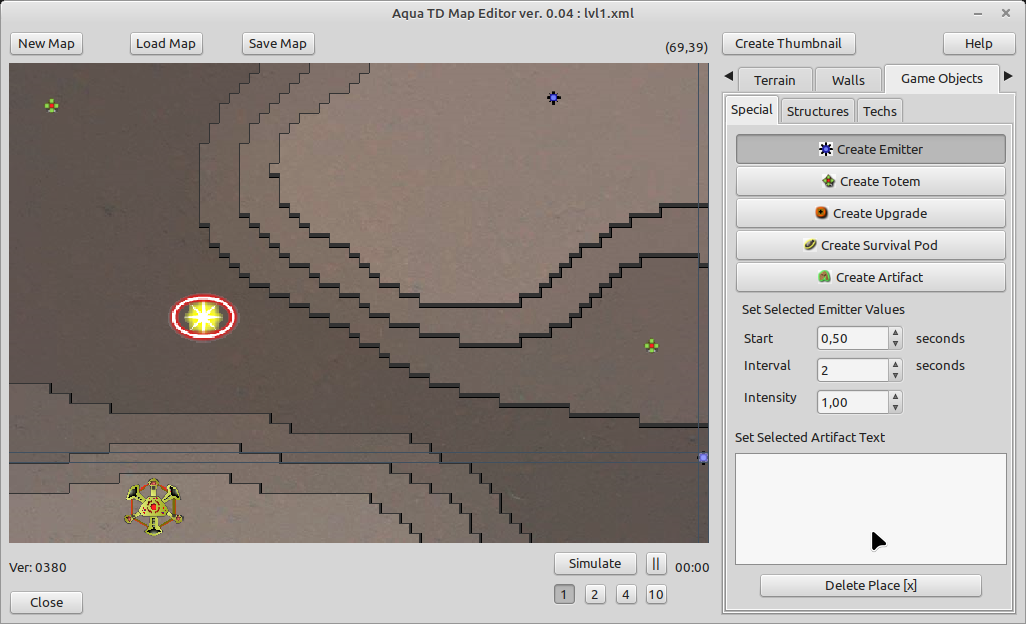 Aqua TD Map Editor ver. 0.04 : lvl1.xml
New Map Load Map Save Map (69,39) Create Thumbnail Help
Terrain Walls Game Objects
Special Structures Techs
Create Emitter
Create Totem
Create Upgrade
Create Survival Pod
Create Artifact
Set Selected Emitter Values
Start 0,50 seconds
Interval 2 seconds
Intensity 1,00
Set Selected Artifact Text
Delete Place [x]
Ver: 0380 Simulate || 00:00
Close 1 2 4 10